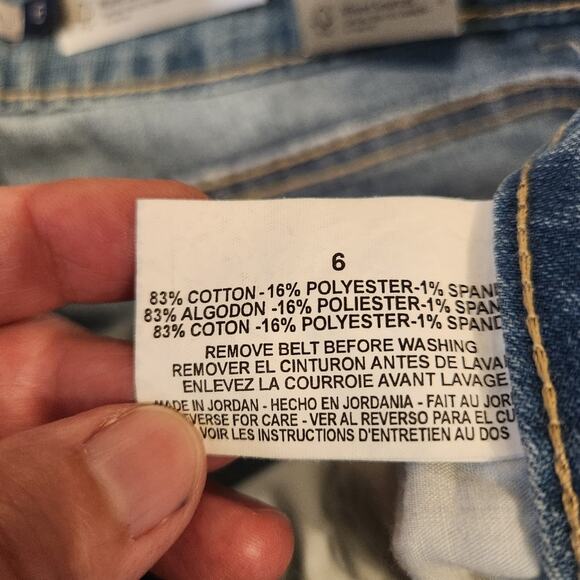 6
83% COTTON -16% POLYESTER-1% SPAN
83% ALGODON -16% POLIESTER-1% SPAN
83% COTON -16% POLYESTER-1% SPAND
REMOVE BELT BEFORE WASHING
REMOVER EL CINTURON ANTES DE LAVA
ENLEVEZ LA COURROIE AVANT LAVAGE
MADE IN JORDAN - HECHO EN JORDANIA - FAIT AU JOR
EVERSE FOR CARE - VER AL REVERSO PARA EL CU
VOIR LES INSTRUCTIONS D'ENTRETIEN AU DOS